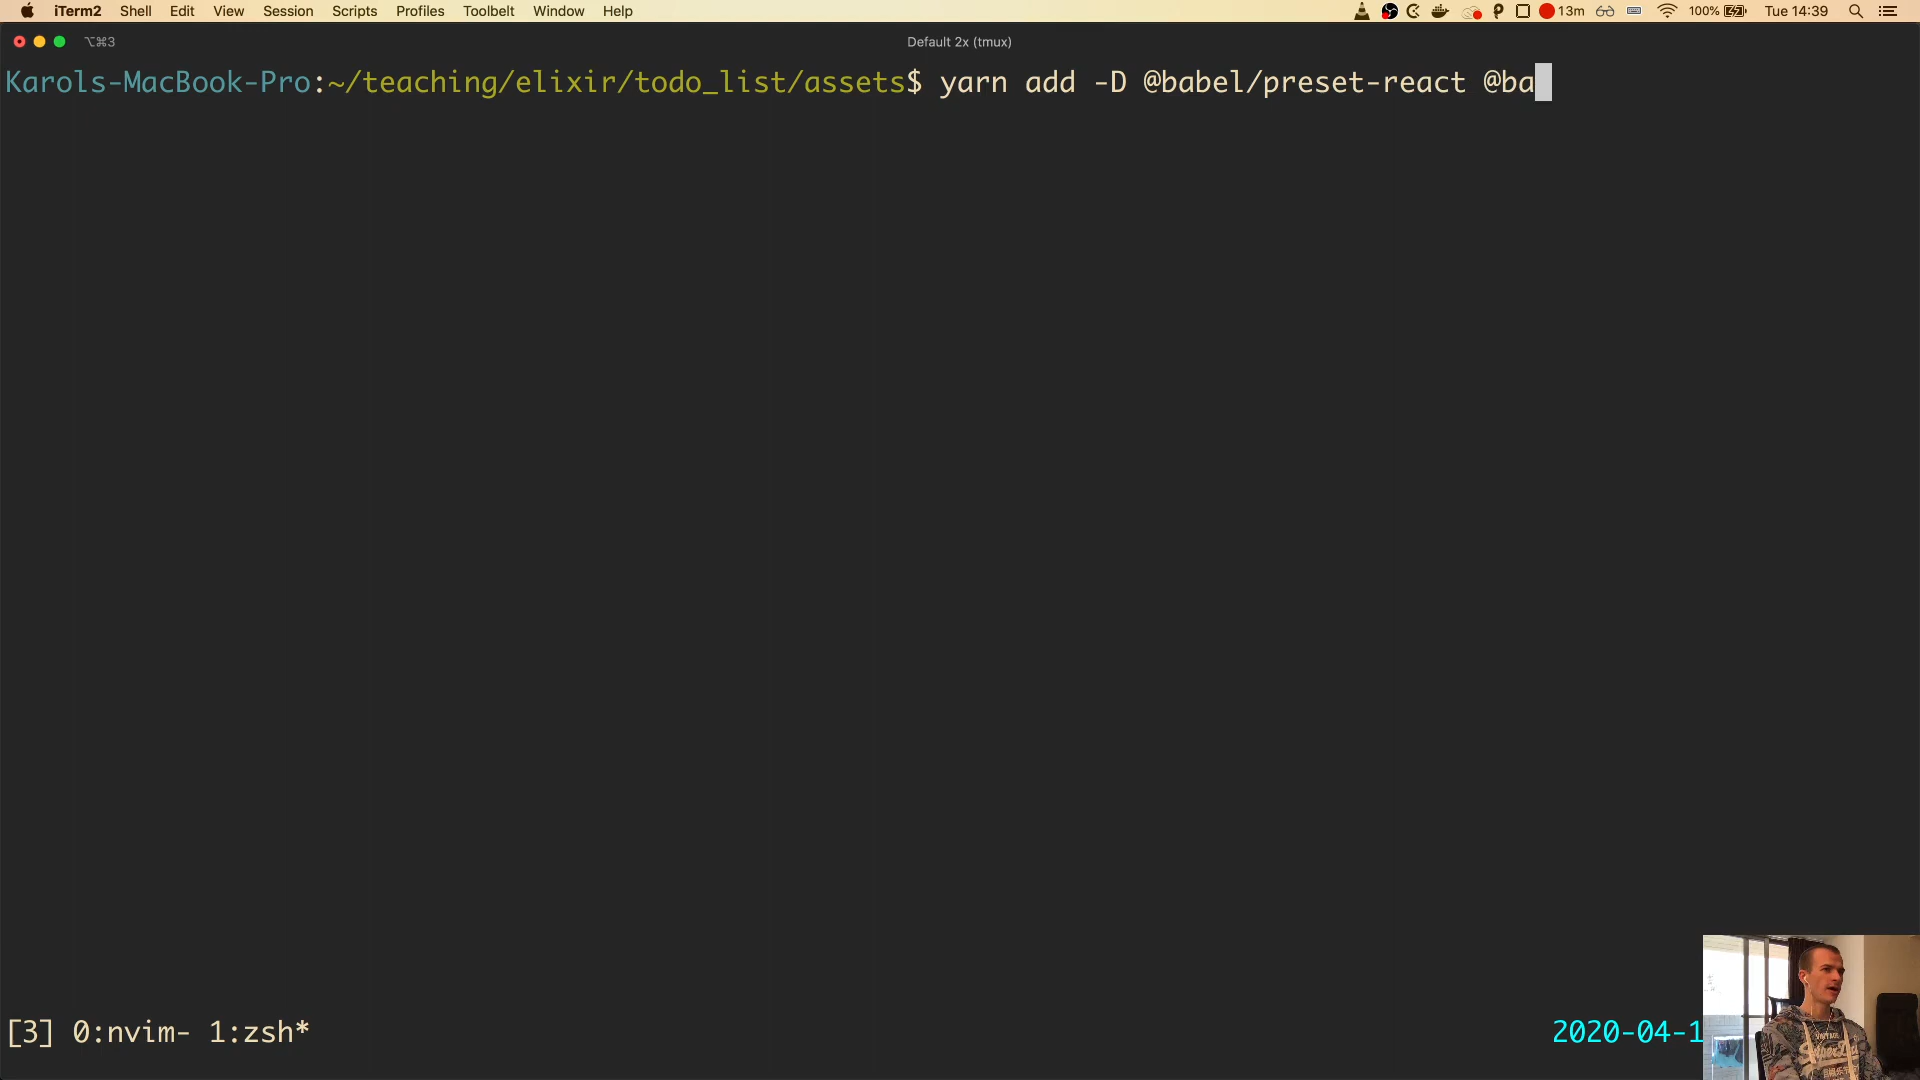 iTerm2 Shell Edit View Session Scripts Profiles Toolbelt Window Help 13m 100% Tue 14:39
⌥⌘3 Default 2x (tmux)
Karols-MacBook-Pro:~/teaching/elixir/todo_list/assets$ yarn add -D @babel/preset-react @ba
[3] 0:nvim- 1:zsh* 2020-04-1